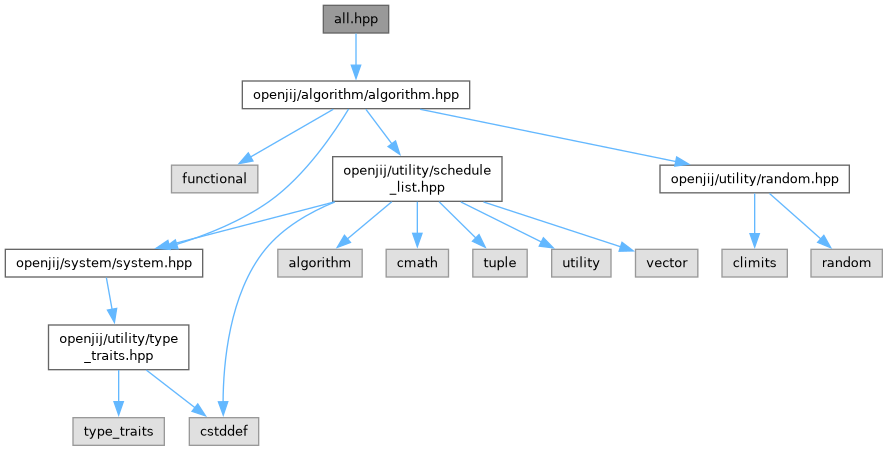 all.hpp
openjij/algorithm/algorithm.hpp
functional
openjij/utility/schedule
_list.hpp
openjij/utility/random.hpp
openjij/system/system.hpp
algorithm
cmath
tuple
utility
vector
climits
random
openjij/utility/type
_traits.hpp
type_traits
cstddef